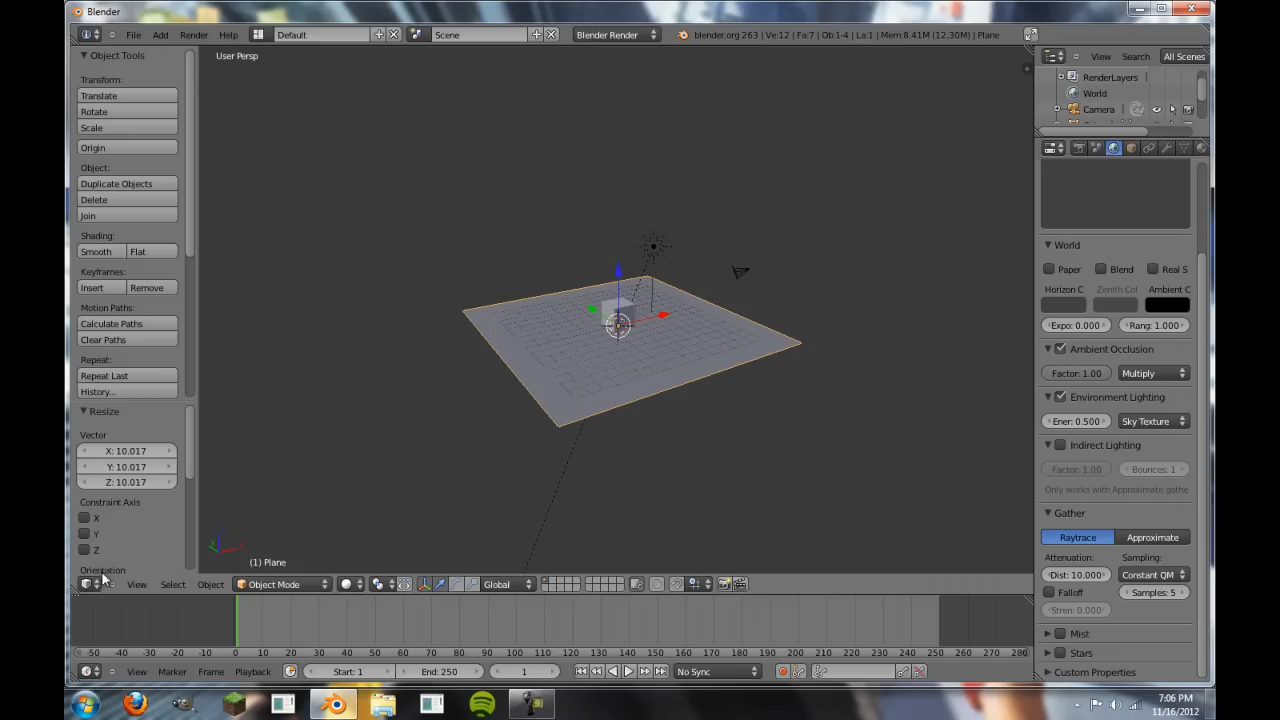 Blender
File Add Render Help Default Scene Blender Render blender.org 263 | Ve:12 | Fa:7 | Ob:1-4 | La:1 | Mem:8.41M (12.30M) | Plane
Object Tools
User Persp
View Search All Scenes
Transform:
RenderLayers
Translate
World
Rotate
Camera
Scale
Origin
Object:
Duplicate Objects
Delete
Join
Shading:
Smooth Flat
Keyframes:
Insert Remove
Motion Paths:
Calculate Paths
Clear Paths
Repeat:
Repeat Last
History...
Resize
Vector
X: 10.017
Y: 10.017
Z: 10.017
Constraint Axis
X
Y
Z
Orientation
World
Paper Blend Real S
Horizon C Zenith Col Ambient C
Expo: 0.000 Rang: 1.000
Ambient Occlusion
Factor: 1.00 Multiply
Environment Lighting
Ener: 0.500 Sky Texture
Indirect Lighting
Factor: 1.00 Bounces: 1
Only works with Approximate gathe
Gather
Raytrace Approximate
Attenuation: Sampling:
Dist: 10.000 Constant QM
Falloff Samples: 5
Stren: 0.000
Mist
Stars
Custom Properties
(1) Plane
View Select Object Object Mode Global
-50 -40 -30 -20 -10 0 10 20 30 40 50 60 70 80 90 100 110 120 130 140 150 160 170 180 190 200 210 220 230 240 250 260 270 280
View Marker Frame Playback Start: 1 End: 250 1 No Sync
7:06 PM
11/16/2012